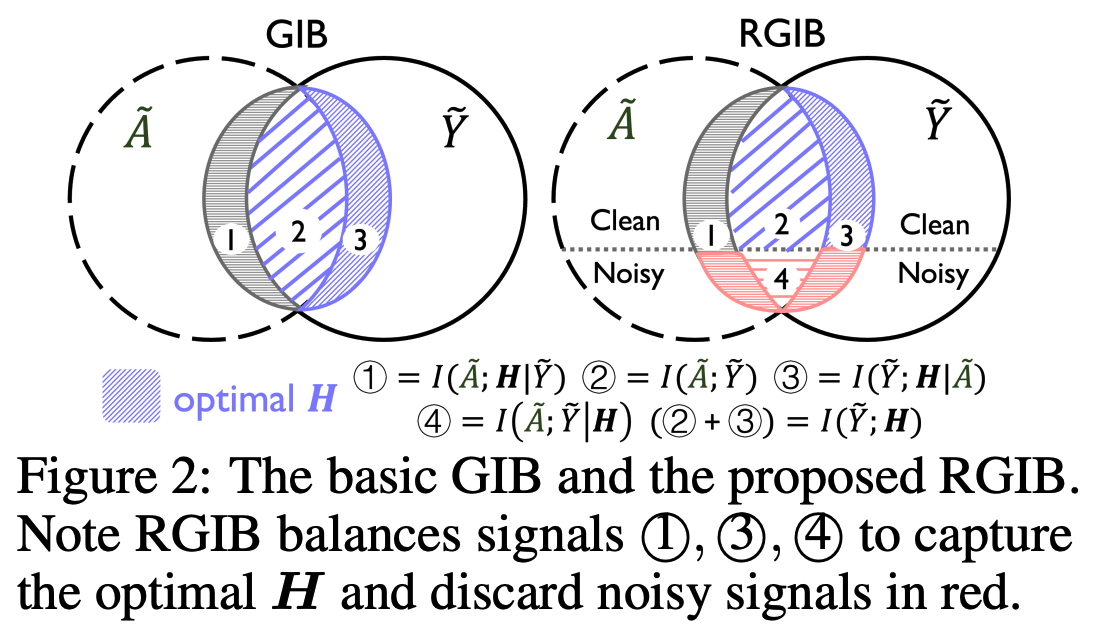 GIB
RGIB
Ã
Ỹ
1
2
3
Ã
Ỹ
Clean
Clean
1
2
3
Noisy
4
Noisy
optimal H
① = I(Ã; H|Ỹ) ② = I(Ã; Ỹ) ③ = I(Ỹ; H|Ã)
④ = I(Ã; Ỹ|H) (② + ③) = I(Ỹ; H)
Figure 2: The basic GIB and the proposed RGIB.
Note RGIB balances signals ①, ③, ④ to capture
the optimal H and discard noisy signals in red.